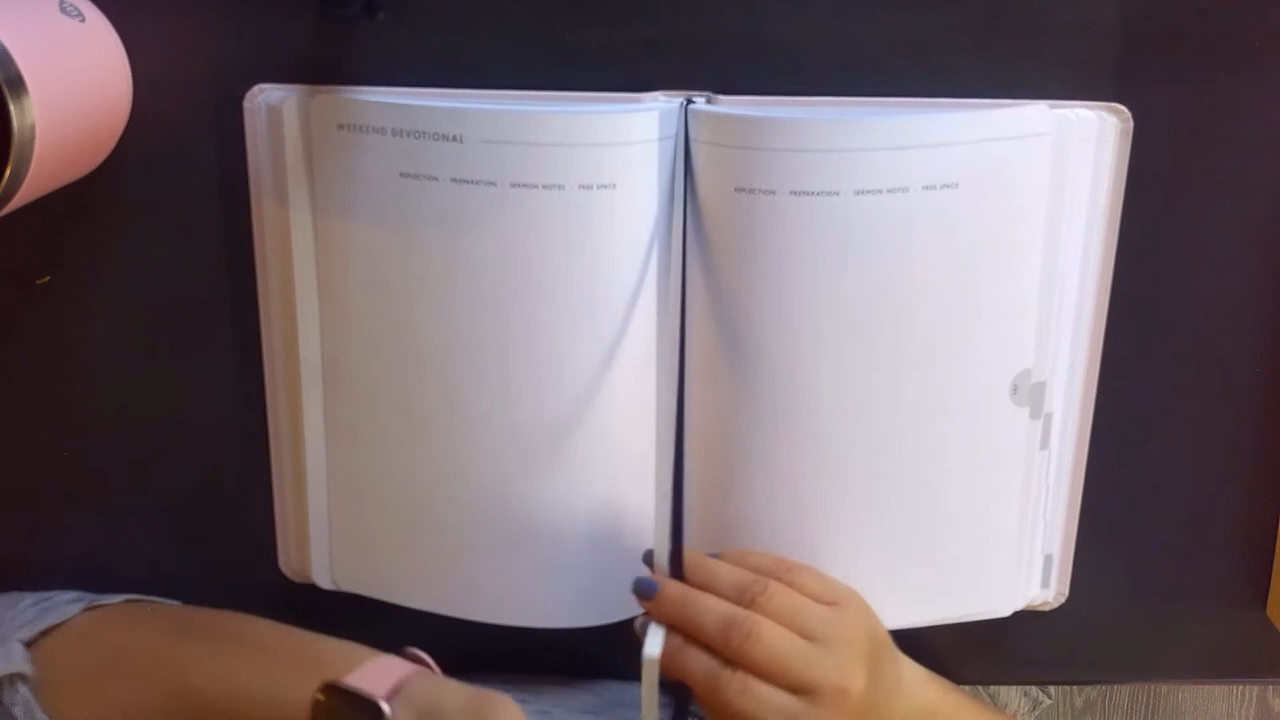 WEEKEND DEVOTIONAL
REFLECTION · PREPARATION · SERMON NOTES · FREE SPACE
REFLECTION · PREPARATION · SERMON NOTES · FREE SPACE